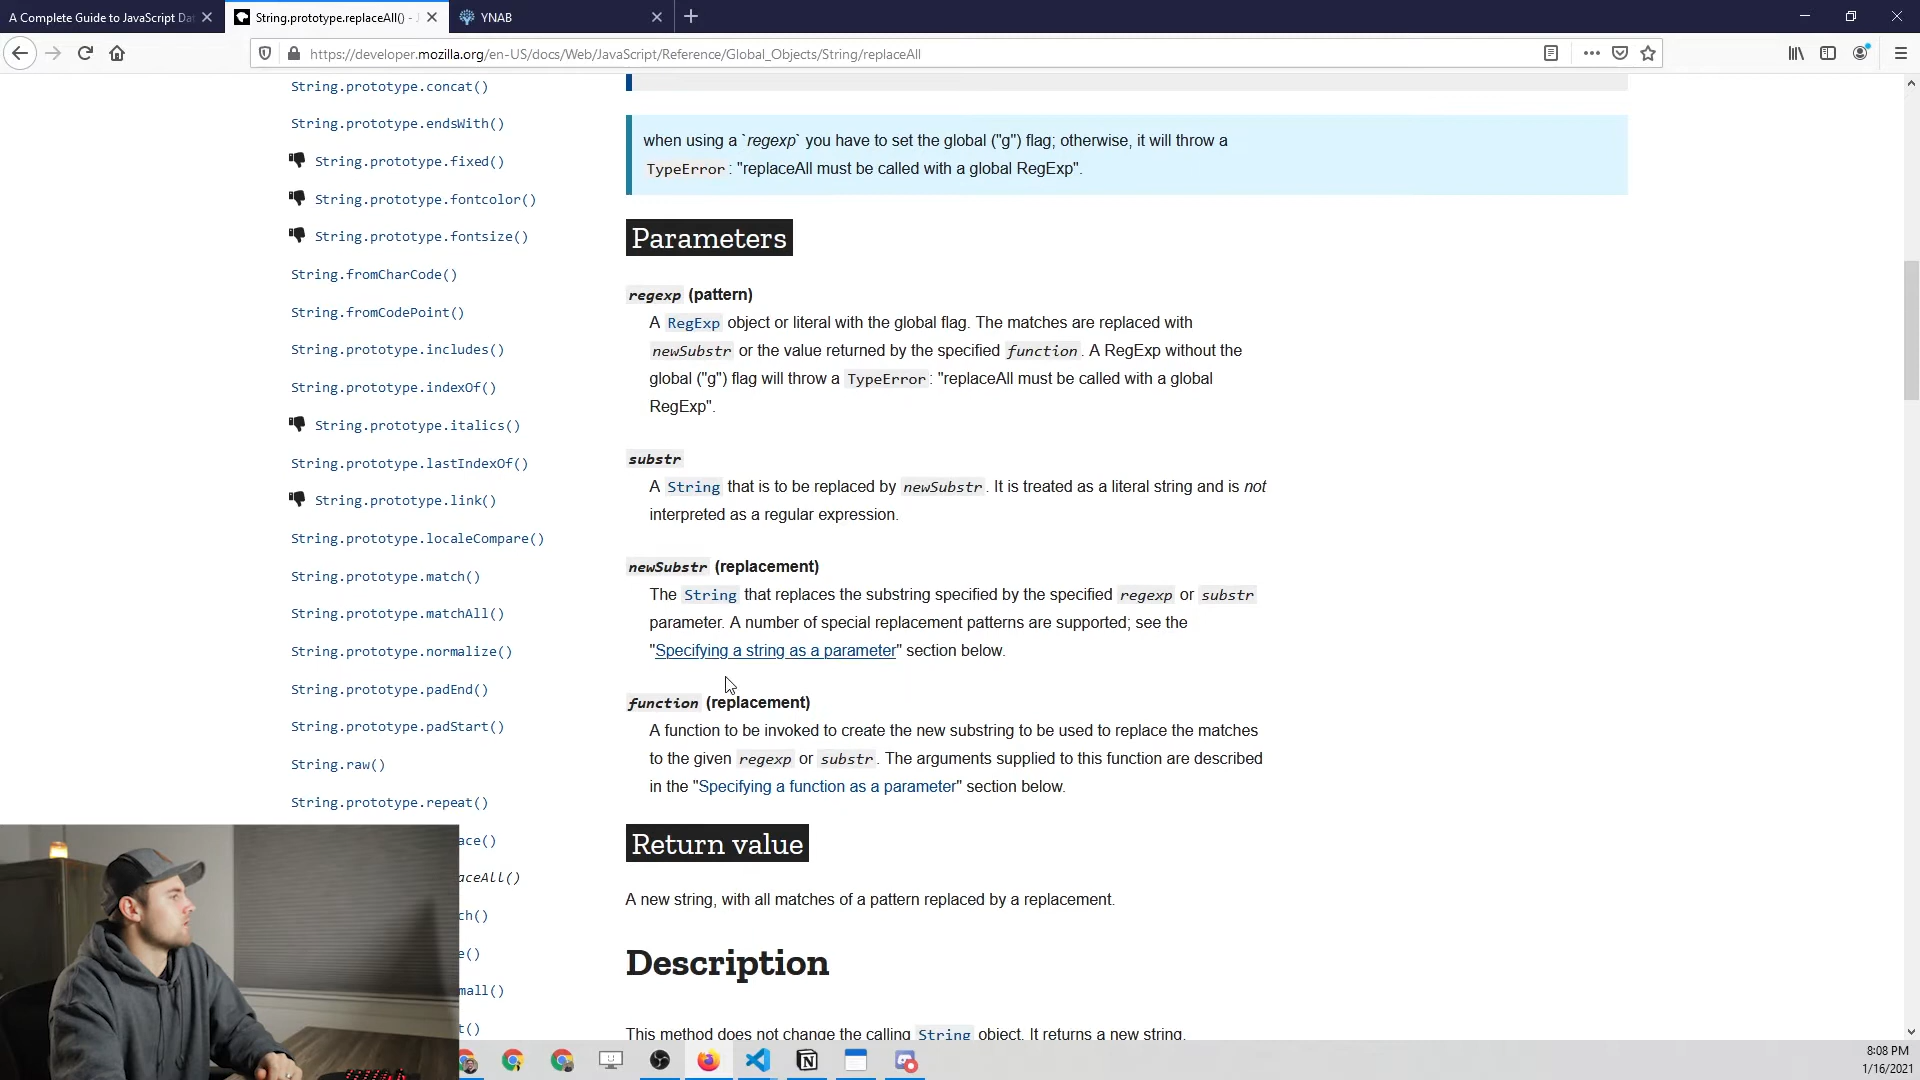 A Complete Guide to JavaScript Dat
String.prototype.replaceAll() - J
YNAB
https://developer.mozilla.org/en-US/docs/Web/JavaScript/Reference/Global_Objects/String/replaceAll
String.prototype.concat()
String.prototype.endsWith()
String.prototype.fixed()
String.prototype.fontcolor()
String.prototype.fontsize()
String.fromCharCode()
String.fromCodePoint()
String.prototype.includes()
String.prototype.indexOf()
String.prototype.italics()
String.prototype.lastIndexOf()
String.prototype.link()
String.prototype.localeCompare()
String.prototype.match()
String.prototype.matchAll()
String.prototype.normalize()
String.prototype.padEnd()
String.prototype.padStart()
String.raw()
String.prototype.repeat()
ace()
aceAll()
ch()
e()
mall()
t()
when using a `regexp` you have to set the global ("g") flag; otherwise, it will throw a
TypeError: "replaceAll must be called with a global RegExp".
Parameters
regexp (pattern)
A RegExp object or literal with the global flag. The matches are replaced with
newSubstr or the value returned by the specified function. A RegExp without the
global ("g") flag will throw a TypeError: "replaceAll must be called with a global
RegExp".
substr
A String that is to be replaced by newSubstr. It is treated as a literal string and is not
interpreted as a regular expression.
newSubstr (replacement)
The String that replaces the substring specified by the specified regexp or substr
parameter. A number of special replacement patterns are supported; see the
"Specifying a string as a parameter" section below.
function (replacement)
A function to be invoked to create the new substring to be used to replace the matches
to the given regexp or substr. The arguments supplied to this function are described
in the "Specifying a function as a parameter" section below.
Return value
A new string, with all matches of a pattern replaced by a replacement.
Description
This method does not change the calling String object. It returns a new string.
8:08 PM
1/16/2021